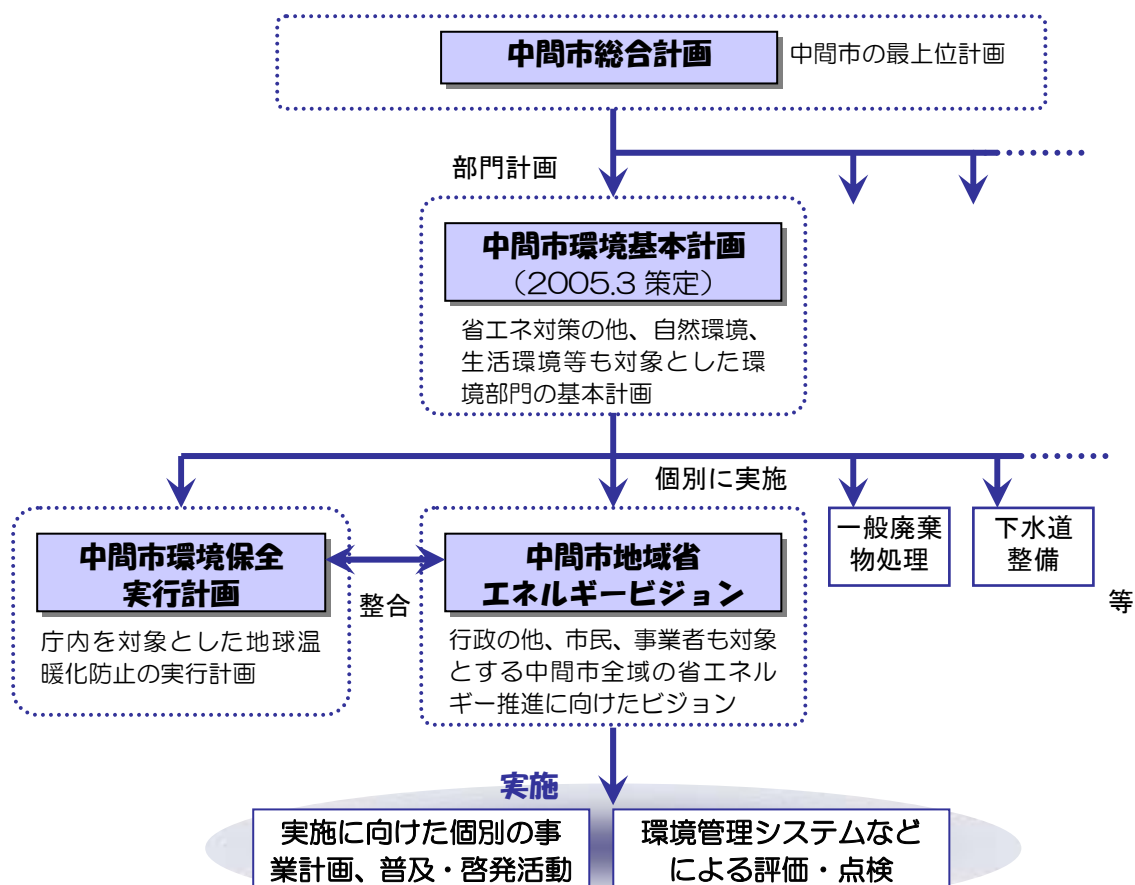 中間市総合計画
中間市の最上位計画
部門計画
中間市環境基本計画
（2005.3 策定）
省エネ対策の他、自然環境、
生活環境等も対象とした環
境部門の基本計画
個別に実施
中間市環境保全
実行計画
庁内を対象とした地球温
暖化防止の実行計画
整合
中間市地域省
エネルギービジョン
行政の他、市民、事業者も対象
とする中間市全域の省エネル
ギー推進に向けたビジョン
一般廃棄
物処理
下水道
整備
等
実施
実施に向けた個別の事
業計画、普及・啓発活動
環境管理システムなど
による評価・点検